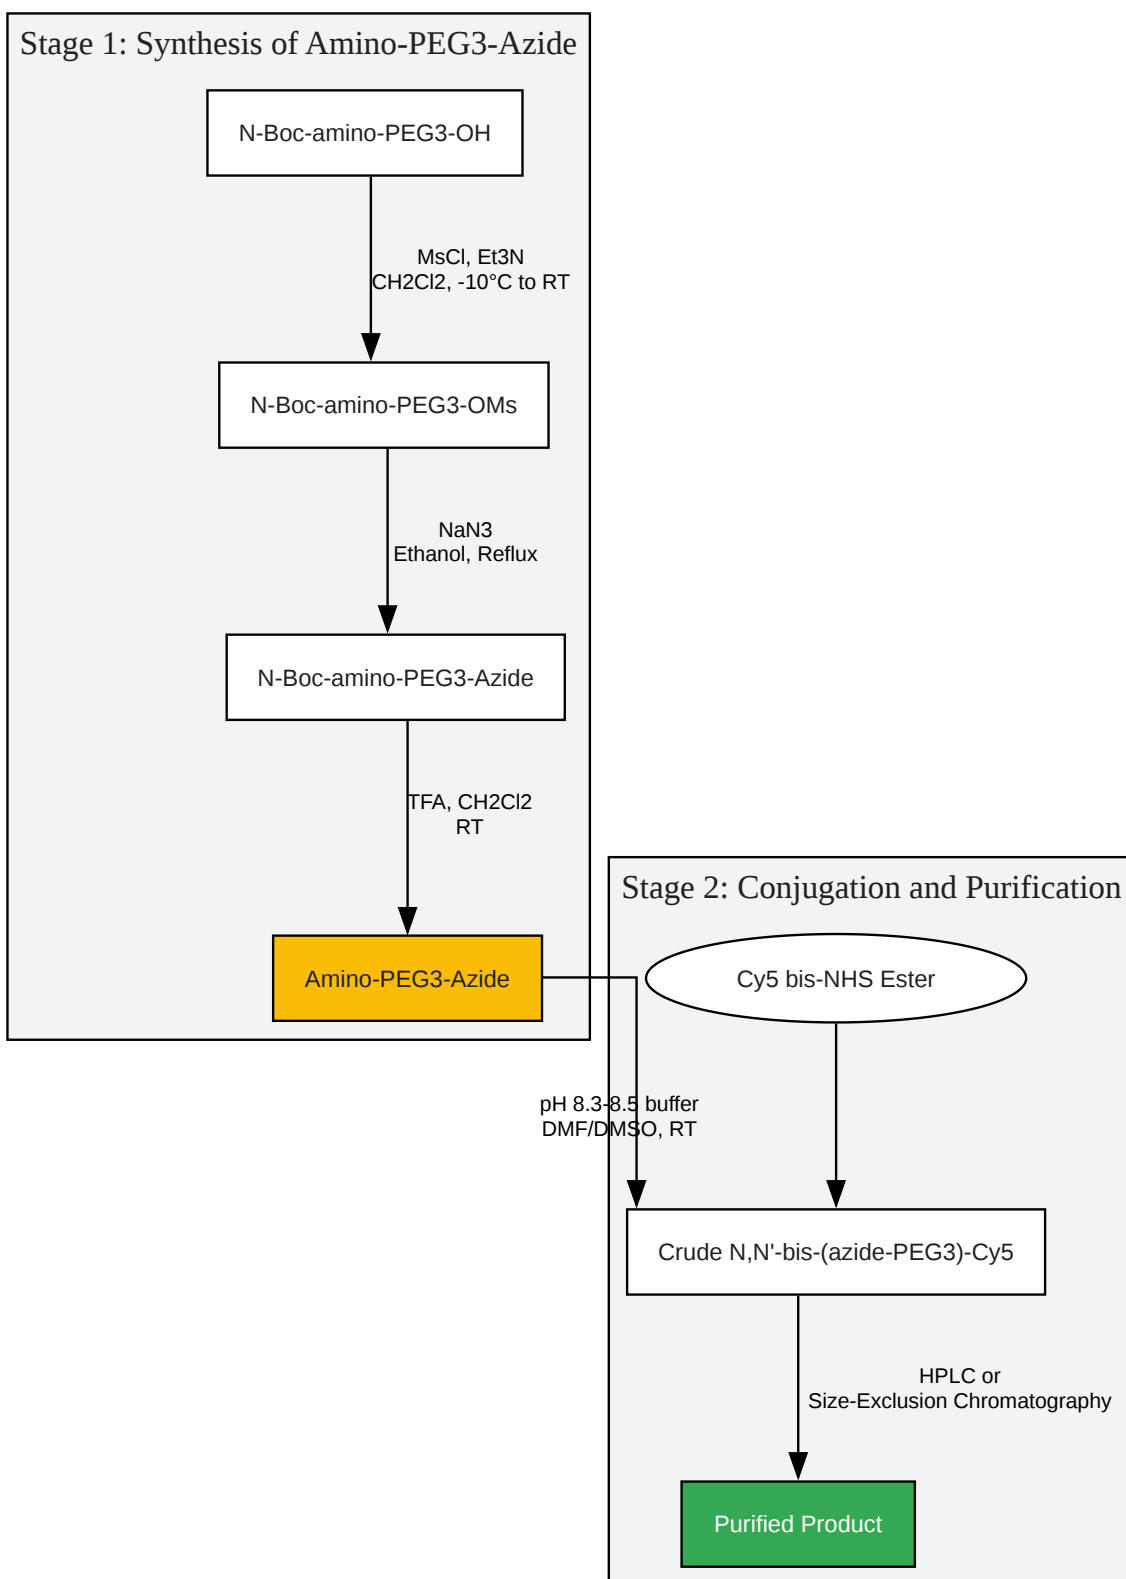 Stage 1: Synthesis of Amino-PEG3-Azide
N-Boc-amino-PEG3-OH
MsCl, Et3N
CH2Cl2, -10°C to RT
N-Boc-amino-PEG3-OMs
NaN3
Ethanol, Reflux
N-Boc-amino-PEG3-Azide
TFA, CH2Cl2
RT
Amino-PEG3-Azide
Stage 2: Conjugation and Purification
Cy5 bis-NHS Ester
pH 8.3-8.5 buffer
DMF/DMSO, RT
Crude N,N'-bis-(azide-PEG3)-Cy5
HPLC or
Size-Exclusion Chromatography
Purified Product